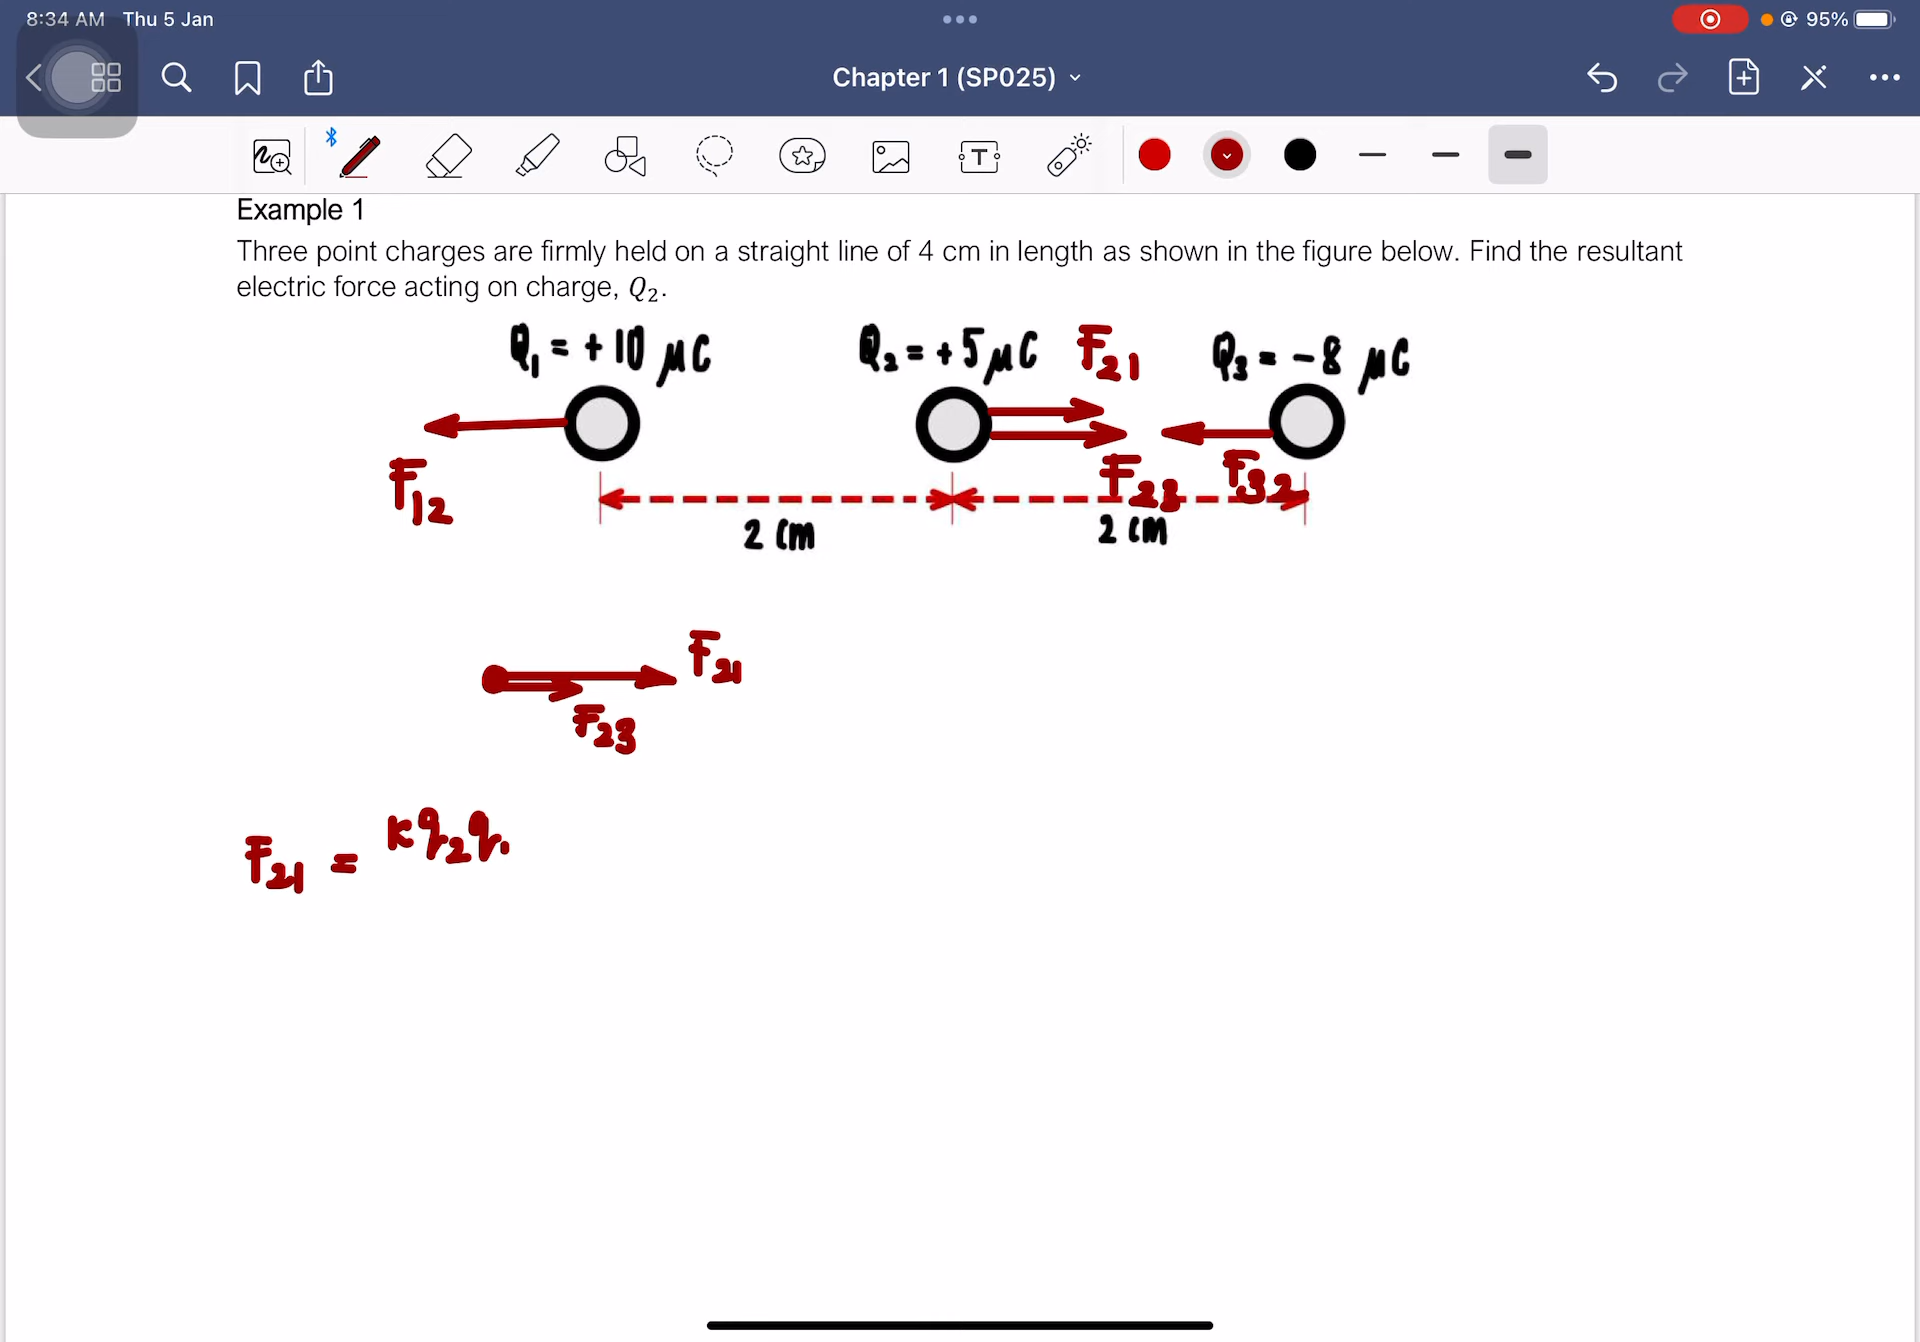 8:34 AM Thu 5 Jan
95%
Chapter 1 (SP025)
T
Example 1
Three point charges are firmly held on a straight line of 4 cm in length as shown in the figure below. Find the resultant
electric force acting on charge, Q₂.
Q₁ = +10 μC
Q₂ = +5 μC
F₂₁
Q₃ = -8 μC
F₁₂
F₂₃
F₃₂
2 cm
2 cm
F₂₁
F₂₃
F₂₁ = kq₂q₁